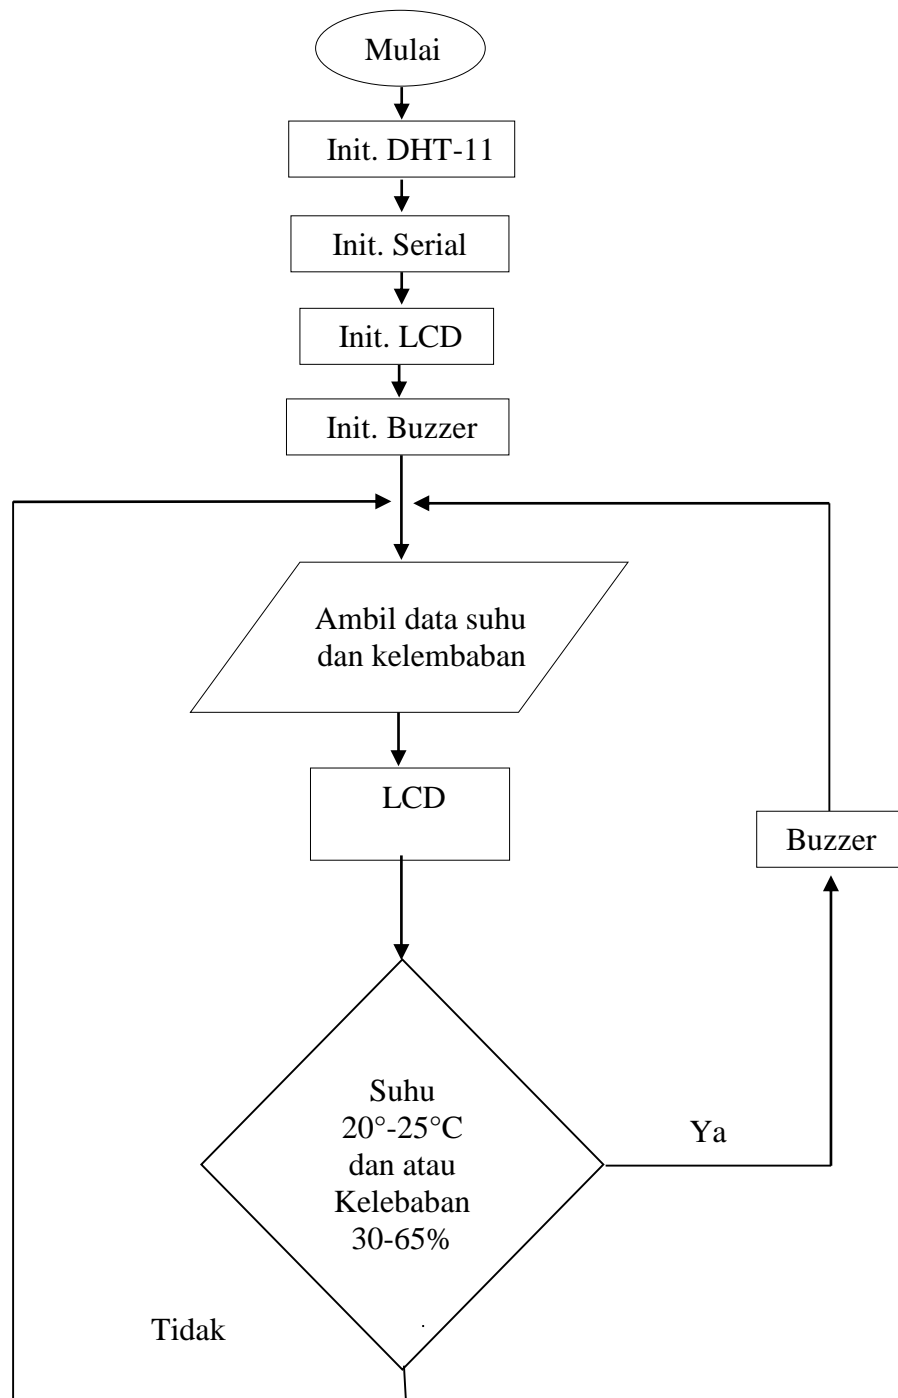 Mulai
Init. DHT-11
Init. Serial
Init. LCD
Init. Buzzer
Ambil data suhu
dan kelembaban
LCD
Buzzer
Suhu
20°-25°C
dan atau
Kelebaban
30-65%
Ya
Tidak